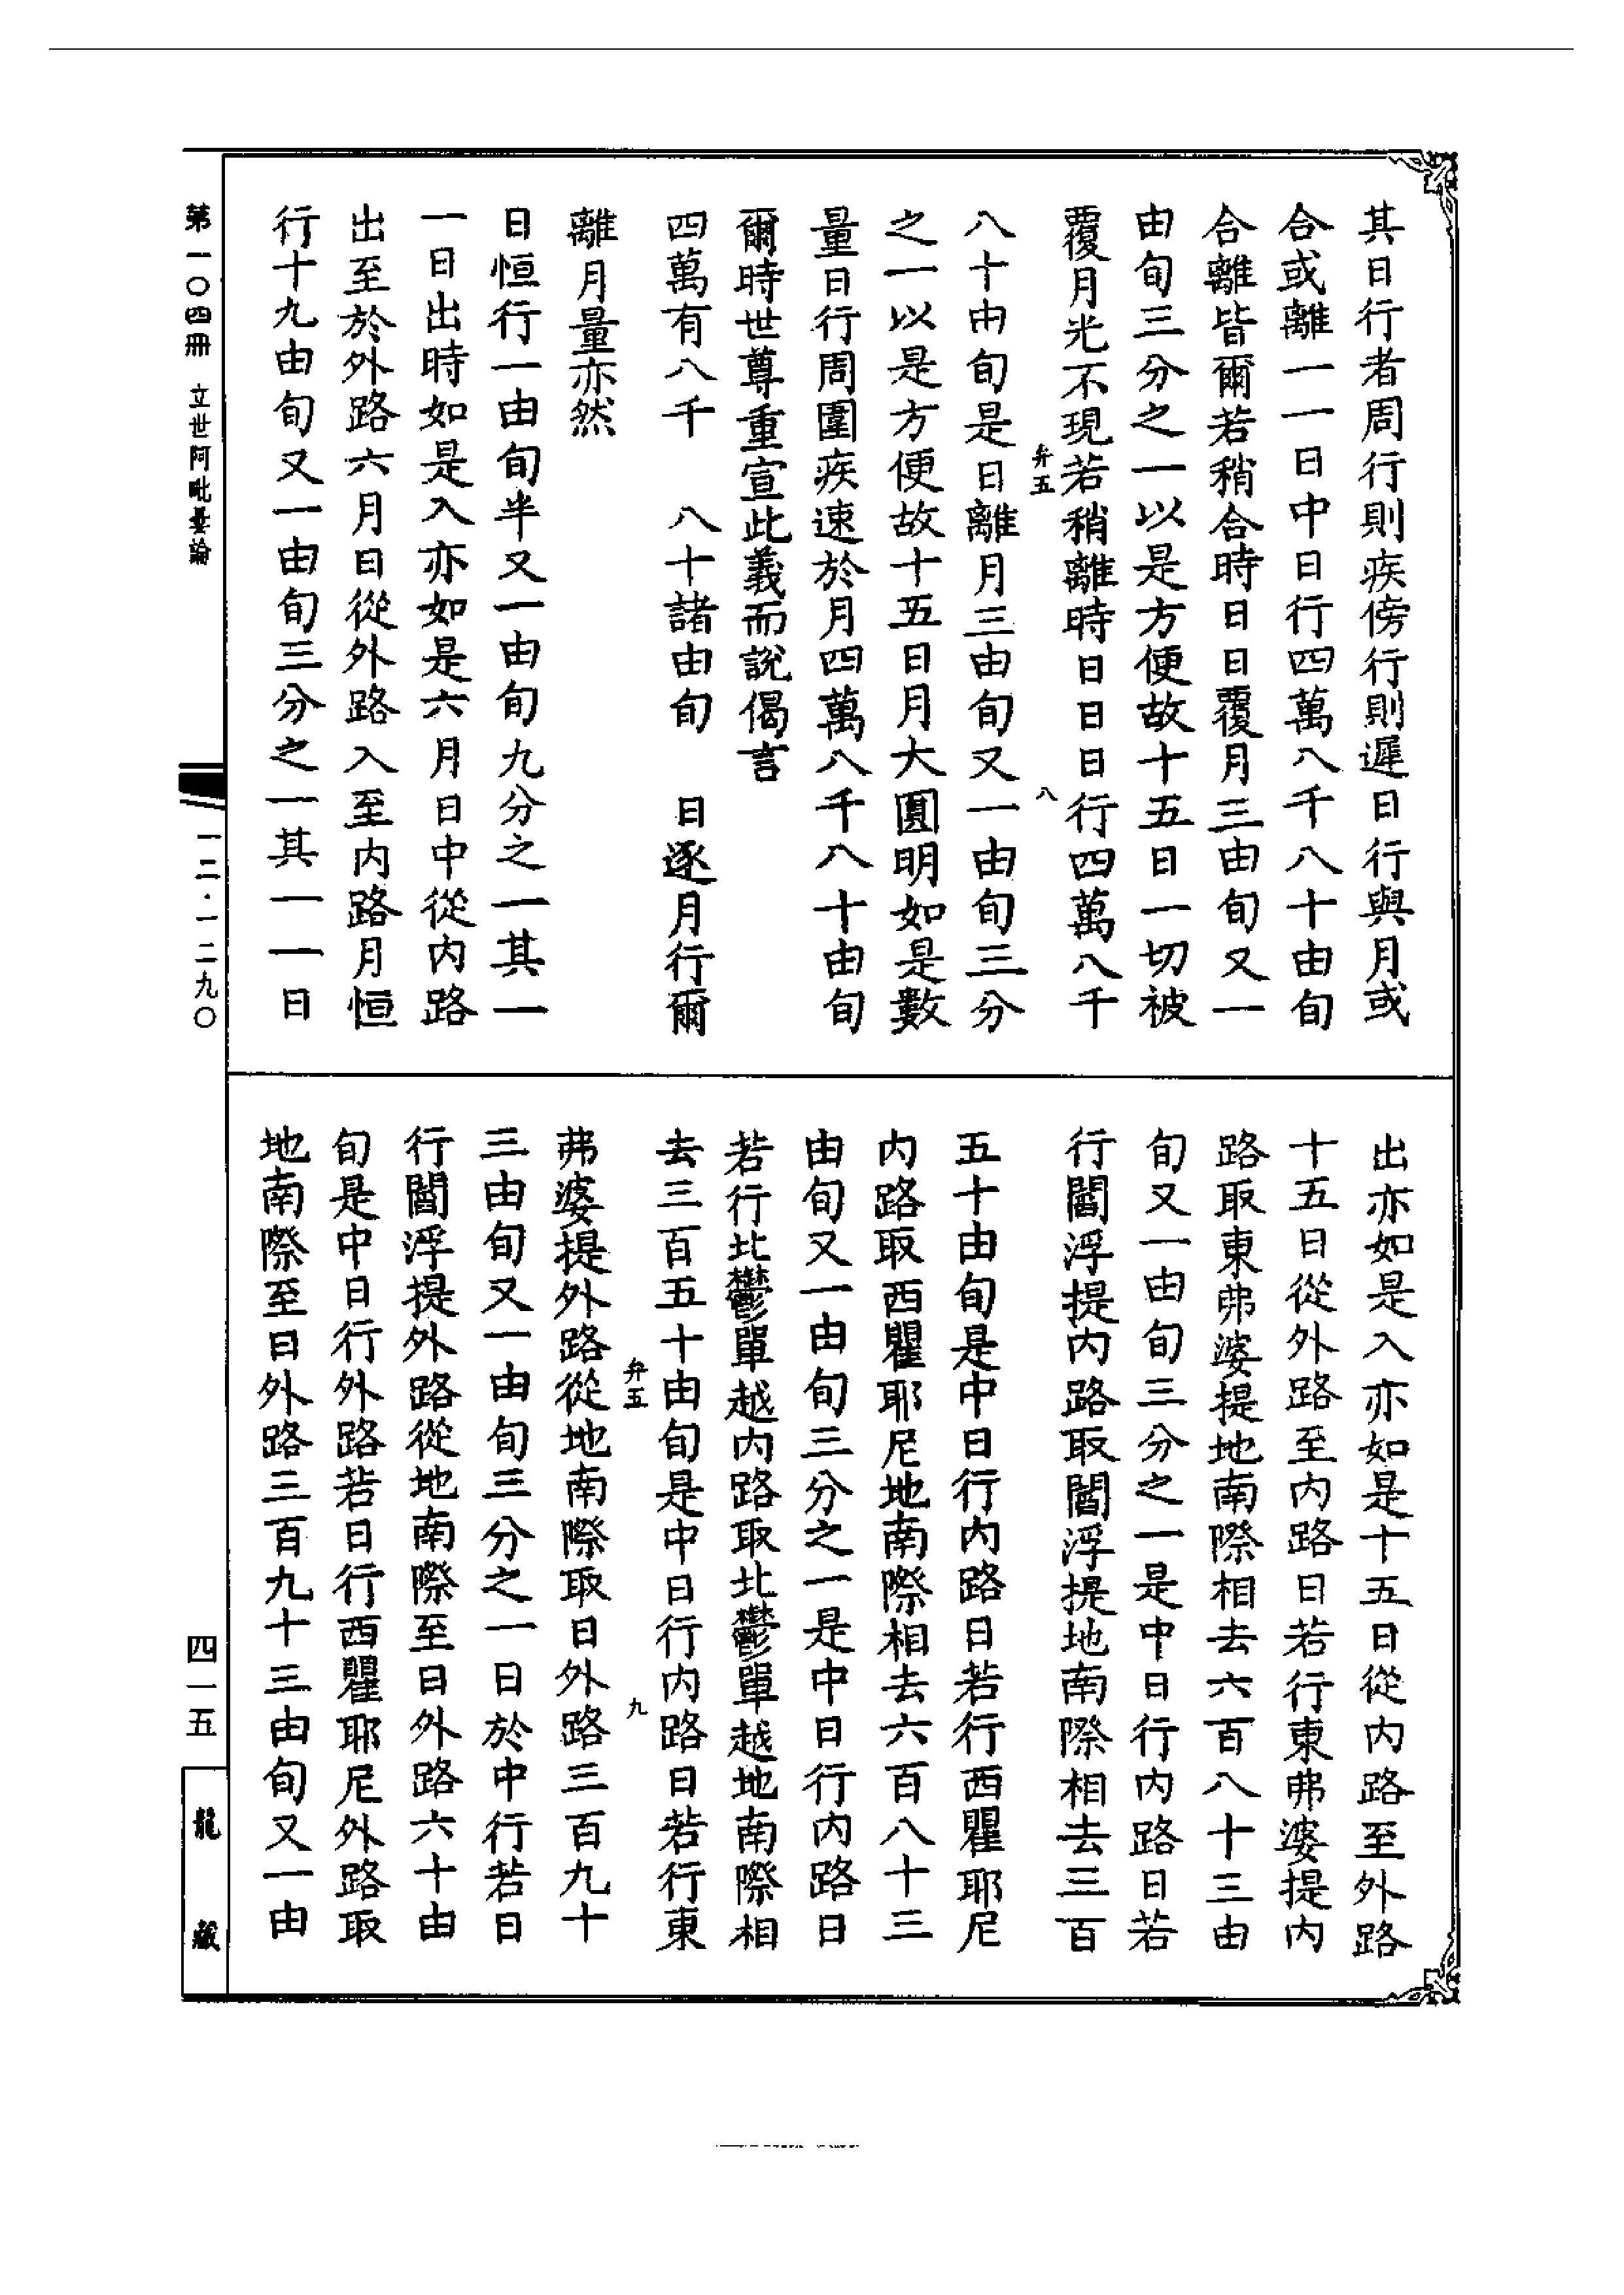 其日行者周行則疾傍行則遲日行與月或
合或離一一日中日行四萬八千八十由旬
合離皆爾若稍合時日日覆月三由旬又一
由旬三分之一以是方便故十五日一切被
覆月光不現若稍離時日日日行四萬八千
弁五 八
八十由旬是日離月三由旬又一由旬三分
之一以是方便故十五日月大圓明如是數
量日行周圍疾速於月四萬八千八十由旬
爾時世尊重宣此義而說偈言
四萬有八千 八十諸由旬 日逐月行爾
離月量亦然
日恒行一由旬半又一由旬九分之一其一
一日出時如是入亦如是六月日中從內路
出至於外路六月日從外路入至內路月恒
行十九由旬又一由旬三分之一其一一日
出亦如是入亦如是十五日從內路至外路
十五日從外路至內路日若行東弗婆提內
路取東弗婆提地南際相去六百八十三由
旬又一由旬三分之一是中日行內路日若
行閻浮提內路取閻浮提地南際相去三百
五十由旬是中日行內路日若行西瞿耶尼
內路取西瞿耶尼地南際相去六百八十三
由旬又一由旬三分之一是中日行內路日
若行北鬱單越內路取北鬱單越地南際相
去三百五十由旬是中日行內路日若行東
弁五 九
弗婆提外路從地南際取日外路三百九十
三由旬又一由旬三分之一日於中行若日
行閻浮提外路從地南際至日外路六十由
旬是中日行外路若日行西瞿耶尼外路取
地南際至日外路三百九十三由旬又一由
第一〇四冊 立世阿毗曇論
一二·一二九〇
四一五
龍藏